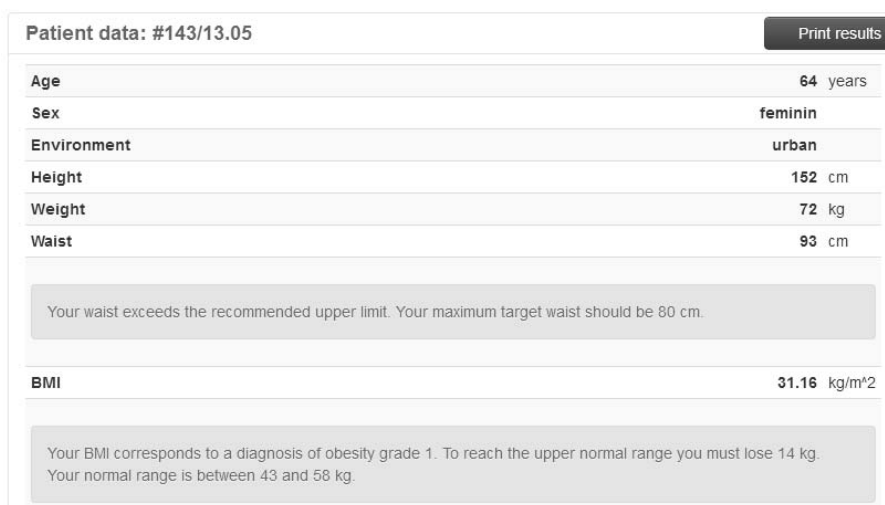 Patient data: #143/13.05
Print results
Age 64 years
Sex feminin
Environment urban
Height 152 cm
Weight 72 kg
Waist 93 cm
Your waist exceeds the recommended upper limit. Your maximum target waist should be 80 cm.
BMI 31.16 kg/m^2
Your BMI corresponds to a diagnosis of obesity grade 1. To reach the upper normal range you must lose 14 kg.
Your normal range is between 43 and 58 kg.